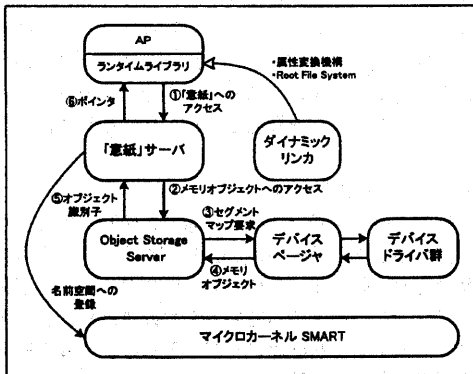 AP
ランタイムライブラリ
・属性変換機構
・Root File System
⑥ポインタ
①「意紙」への
アクセス
「意紙」サーバ
ダイナミック
リンカ
②メモリオブジェクトへのアクセス
⑤オブジェクト
識別子
③セグメント
マップ要求
Object Storage
Server
デバイス
ページャ
デバイス
ドライバ群
④メモリ
オブジェクト
名前空間への
登録
マイクロカーネル SMART